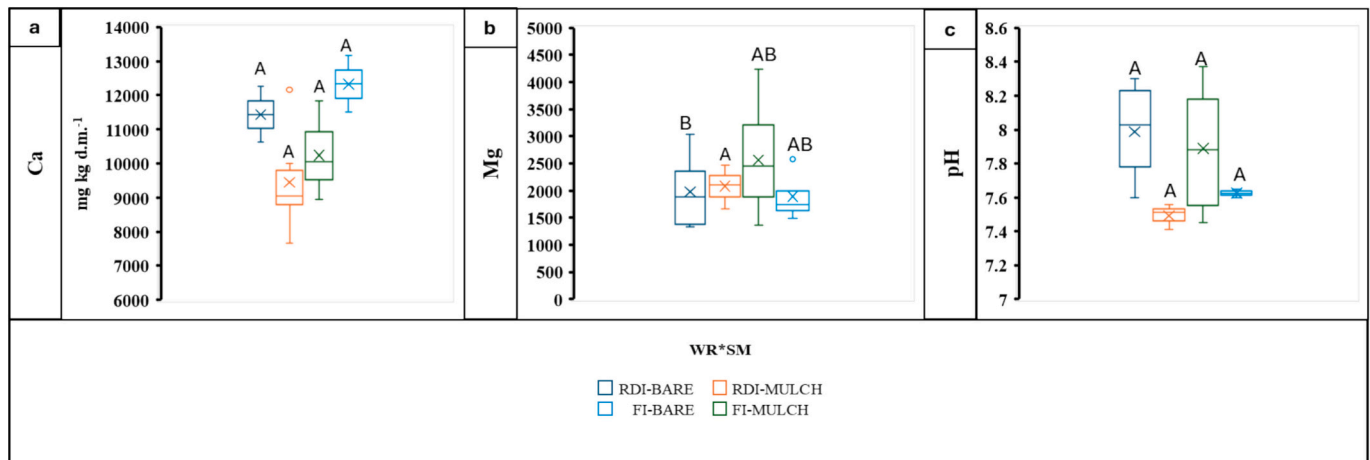 a
Ca
mg kg d.m.⁻¹
14000
13000
12000
11000
10000
9000
8000
7000
6000
A
A
A
A
b
Mg
5000
4500
4000
3500
3000
2500
2000
1500
1000
500
0
B
A
AB
AB
c
pH
8.6
8.4
8.2
8
7.8
7.6
7.4
7.2
7
A
A
A
A
WR*SM
RDI-BARE RDI-MULCH
FI-BARE FI-MULCH